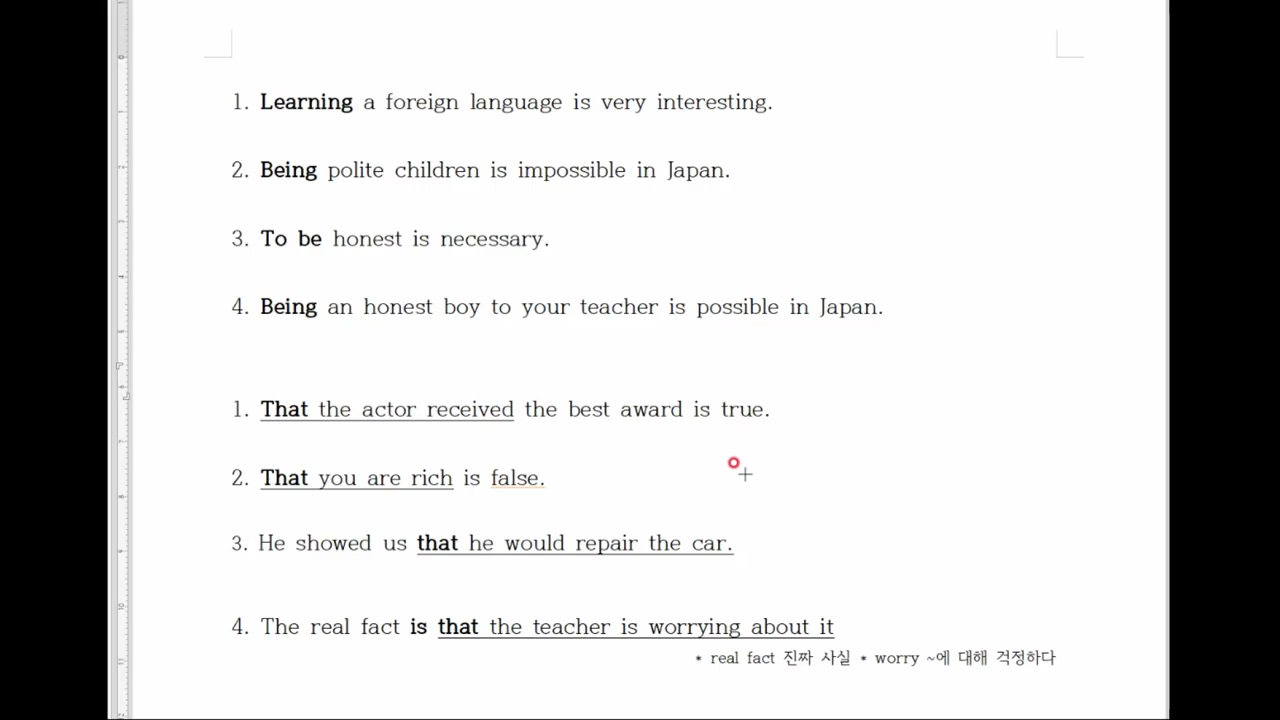 1. Learning a foreign language is very interesting.
2. Being polite children is impossible in Japan.
3. To be honest is necessary.
4. Being an honest boy to your teacher is possible in Japan.
1. That the actor received the best award is true.
2. That you are rich is false.
3. He showed us that he would repair the car.
4. The real fact is that the teacher is worrying about it
* real fact 진짜 사실 * worry ~에 대해 걱정하다